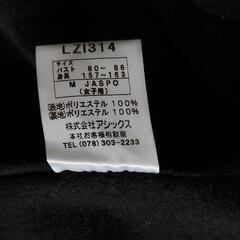 LZI314
サイズ
バスト 80～ 86
身長 157～163
M JASPO
(女子用)
(表地)ポリエステル 100%
(裏地)ポリエステル 100%
株式会社アシックス
本社お客様相談室
TEL (078) 303-2233